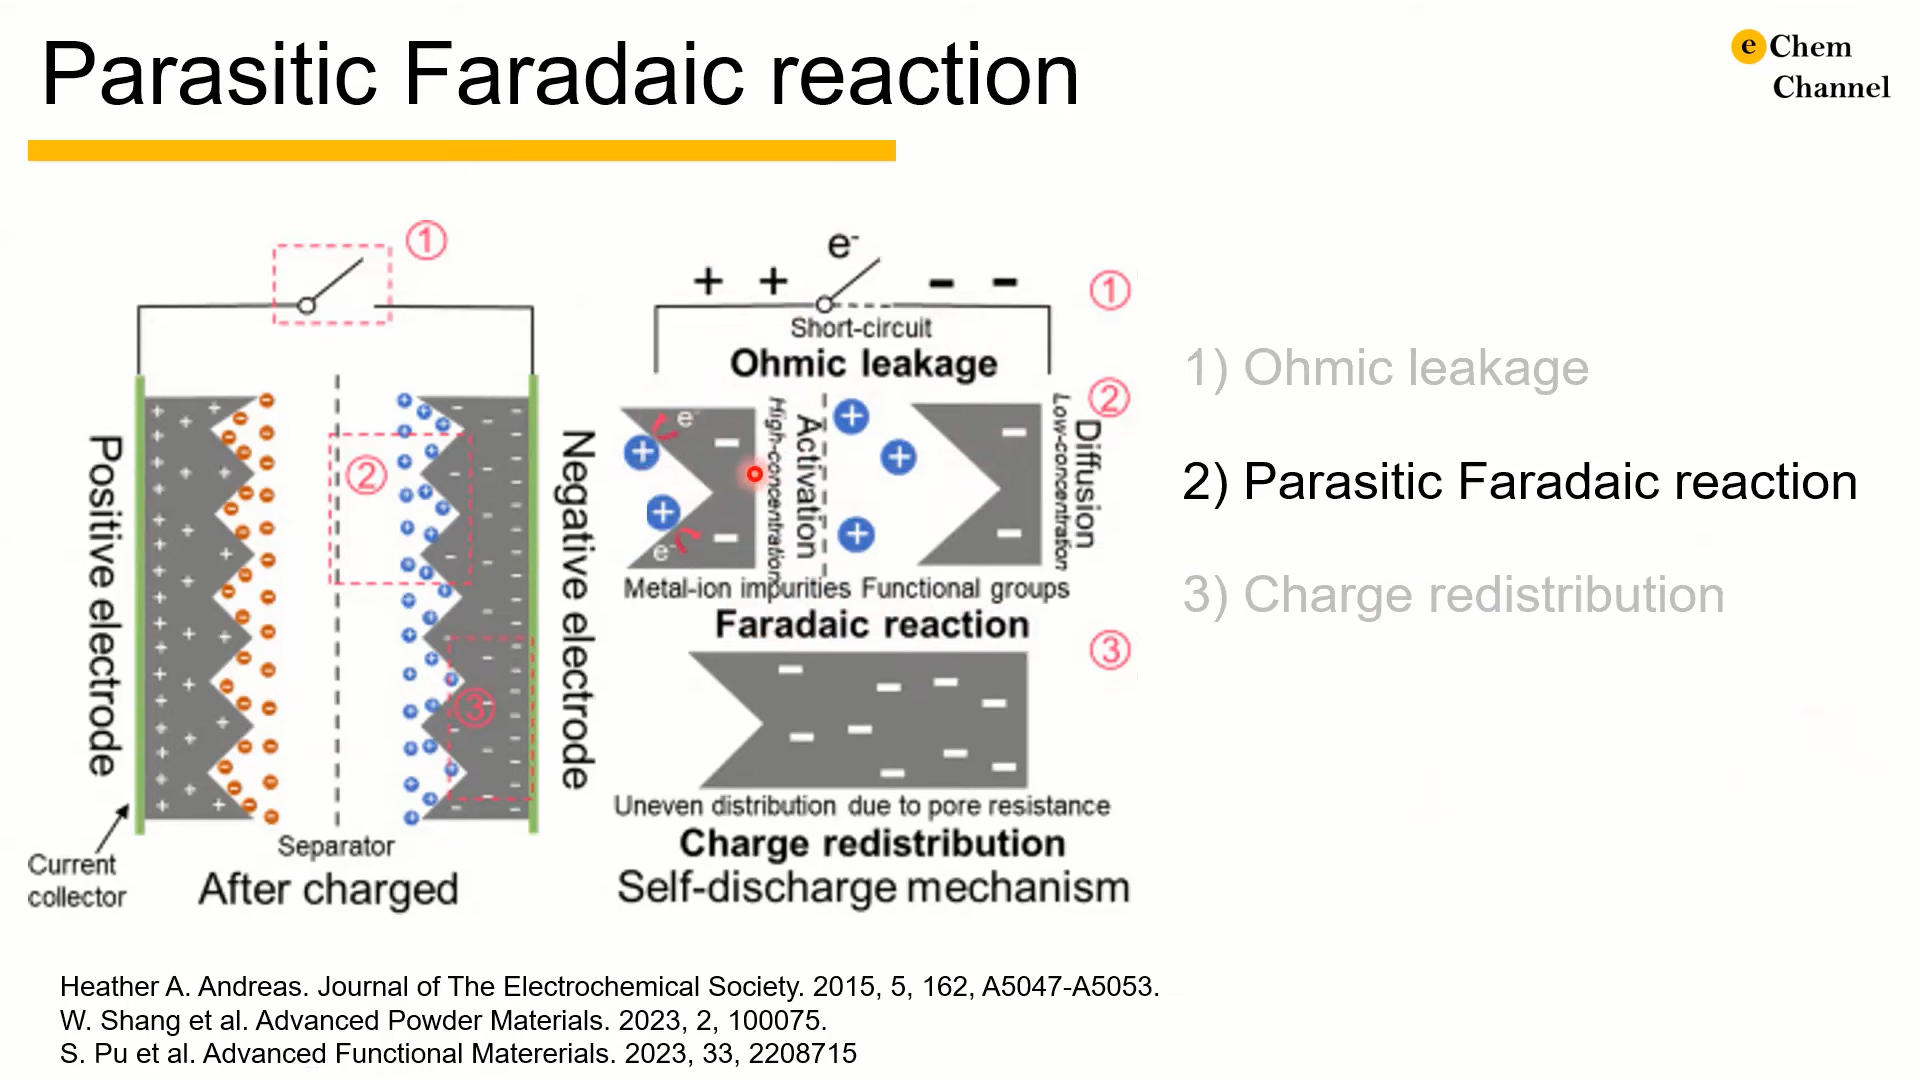 Parasitic Faradaic reaction
e Chem
Channel
①
e-
+ + - -
①
Short-circuit
Ohmic leakage
1) Ohmic leakage
Positive electrode
②
Negative electrode
③
Separator
Current
collector
After charged
②
e-
e-
High-concentration
Activation
Low-concentration
Diffusion
Metal-ion impurities Functional groups
Faradaic reaction
2) Parasitic Faradaic reaction
③
3) Charge redistribution
Uneven distribution due to pore resistance
Charge redistribution
Self-discharge mechanism
Heather A. Andreas. Journal of The Electrochemical Society. 2015, 5, 162, A5047-A5053.
W. Shang et al. Advanced Powder Materials. 2023, 2, 100075.
S. Pu et al. Advanced Functional Matererials. 2023, 33, 2208715